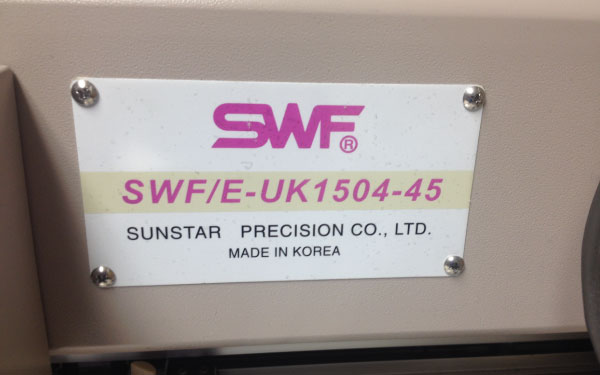 SWF®
SWF/E-UK1504-45
SUNSTAR PRECISION CO., LTD.
MADE IN KOREA